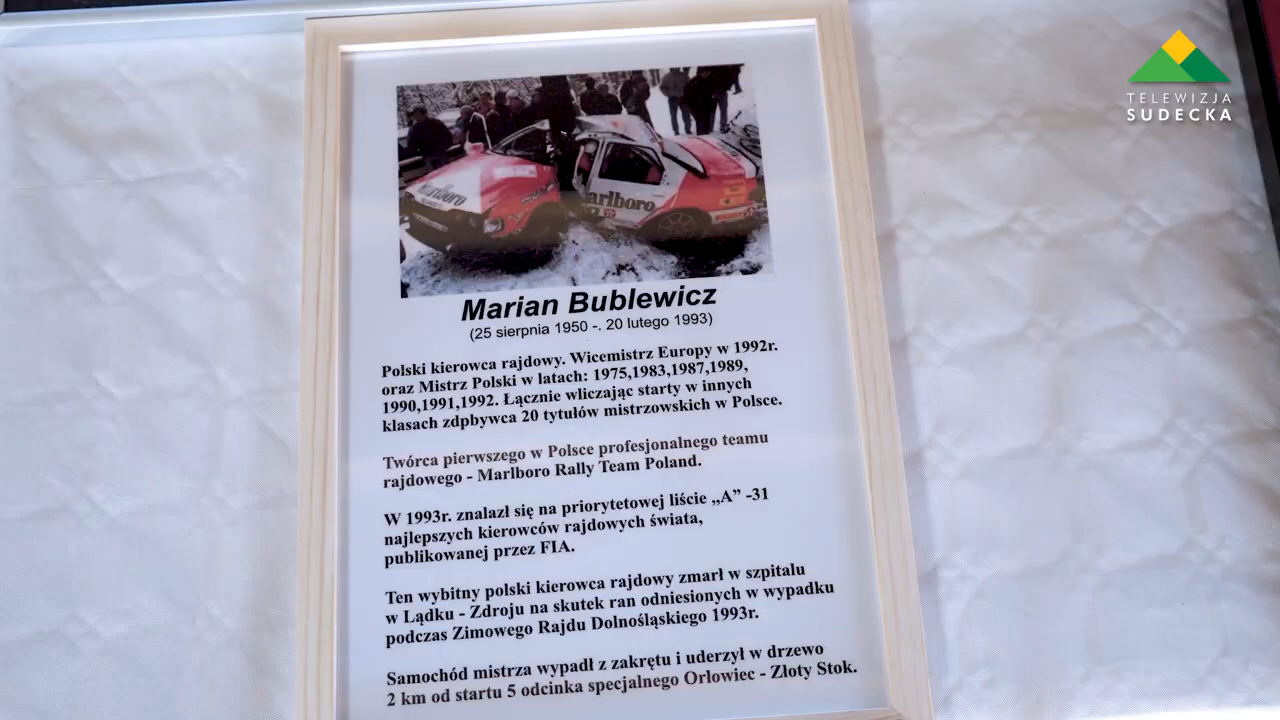 TELEWIZJA
SUDECKA
Marlboro
arlboro
Marian Bublewicz
(25 sierpnia 1950 -. 20 lutego 1993)
Polski kierowca rajdowy. Wicemistrz Europy w 1992r.
oraz Mistrz Polski w latach: 1975,1983,1987,1989,
1990,1991,1992. Łącznie wliczając starty w innych
klasach zdpbywca 20 tytułów mistrzowskich w Polsce.
Twórca pierwszego w Polsce profesjonalnego teamu
rajdowego - Marlboro Rally Team Poland.
W 1993r. znalazł się na priorytetowej liście „A” -31
najlepszych kierowców rajdowych świata,
publikowanej przez FIA.
Ten wybitny polski kierowca rajdowy zmarł w szpitalu
w Lądku - Zdroju na skutek ran odniesionych w wypadku
podczas Zimowego Rajdu Dolnośląskiego 1993r.
Samochód mistrza wypadł z zakrętu i uderzył w drzewo
2 km od startu 5 odcinka specjalnego Orłowiec - Złoty Stok.